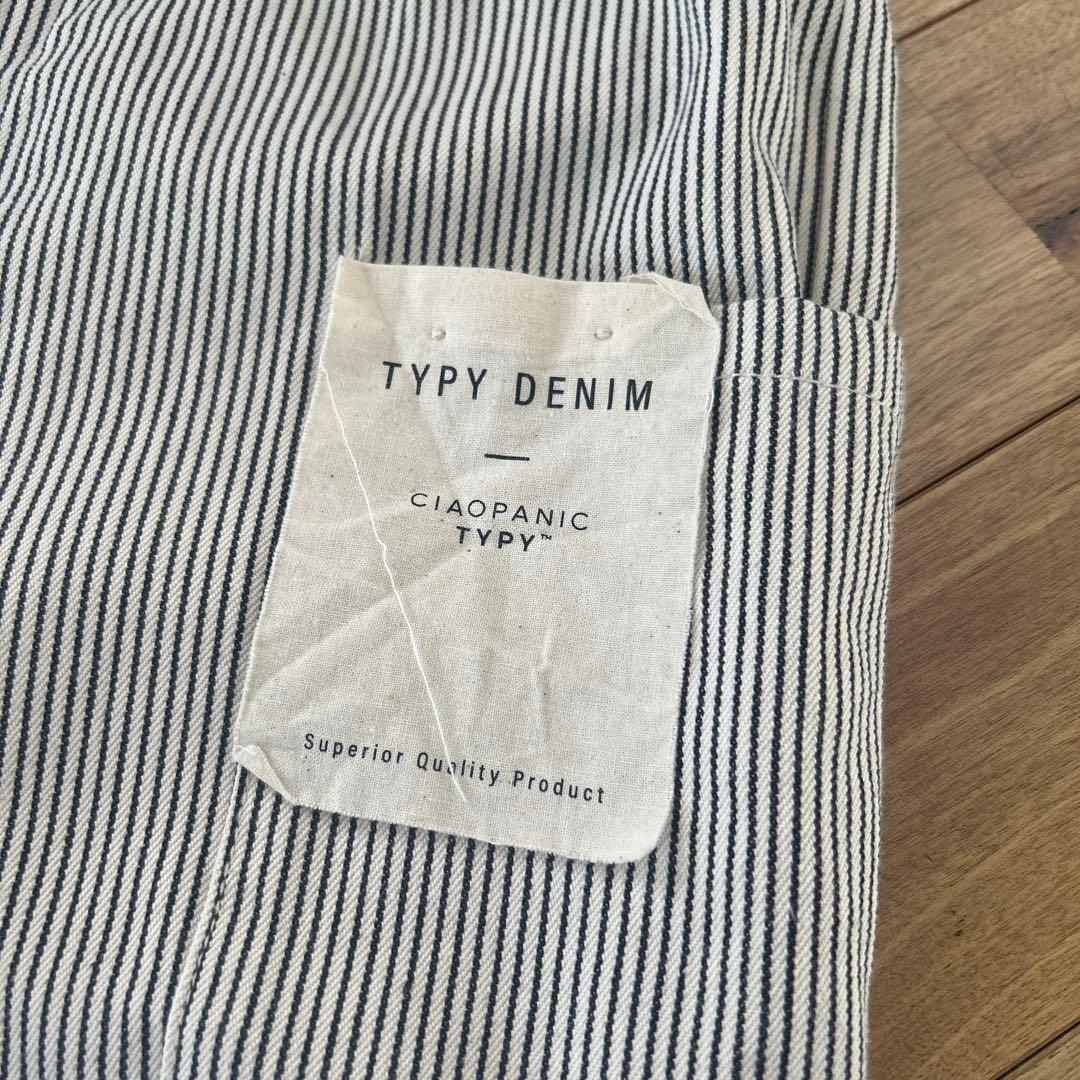 TYPY DENIM
CIAOPANIC
TYPY™
Superior Quality Product